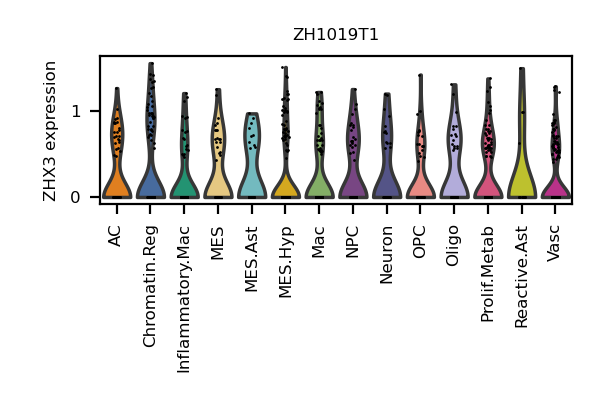 ZH1019T1
ZHX3 expression
1
0
AC
Chromatin.Reg
Inflammatory.Mac
MES
MES.Ast
MES.Hyp
Mac
NPC
Neuron
OPC
Oligo
Prolif.Metab
Reactive.Ast
Vasc